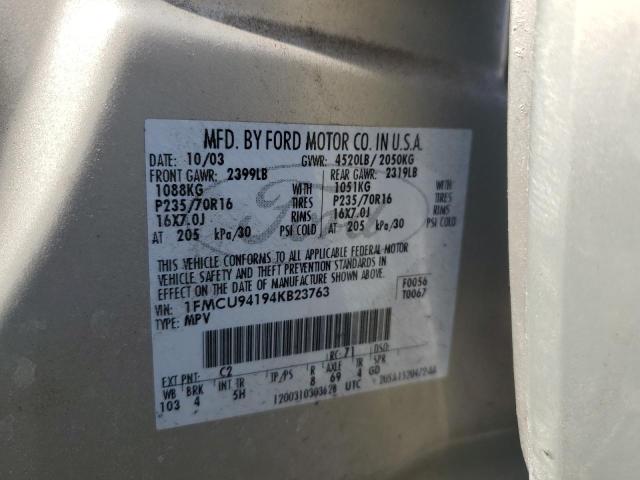 MFD. BY FORD MOTOR CO. IN U.S.A.
DATE: 10/03 GVWR: 4520LB/ 2050KG
FRONT GAWR: 2399LB REAR GAWR: 2319LB
1088KG WITH 1051KG WITH
P235/70R16 TIRES P235/70R16 TIRES
16X7.0J RIMS 16X7.0J RIMS
AT 205 kPa/30 PSI COLD AT 205 kPa/30 PSI COLD
Ford
THIS VEHICLE CONFORMS TO ALL APPLICABLE FEDERAL MOTOR
VEHICLE SAFETY AND THEFT PREVENTION STANDARDS IN
EFFECT ON THE DATE OF MANUFACTURE SHOWN ABOVE.
F0056
VIN: 1FMCU94194KB23763 T0067
TYPE: MPV
EXT PNT: C2 RC: 71 DSO:
WB BRK INT TR TP/PS R AXLE TR SPR
103 4 5H 8 69 4 GD
UTC